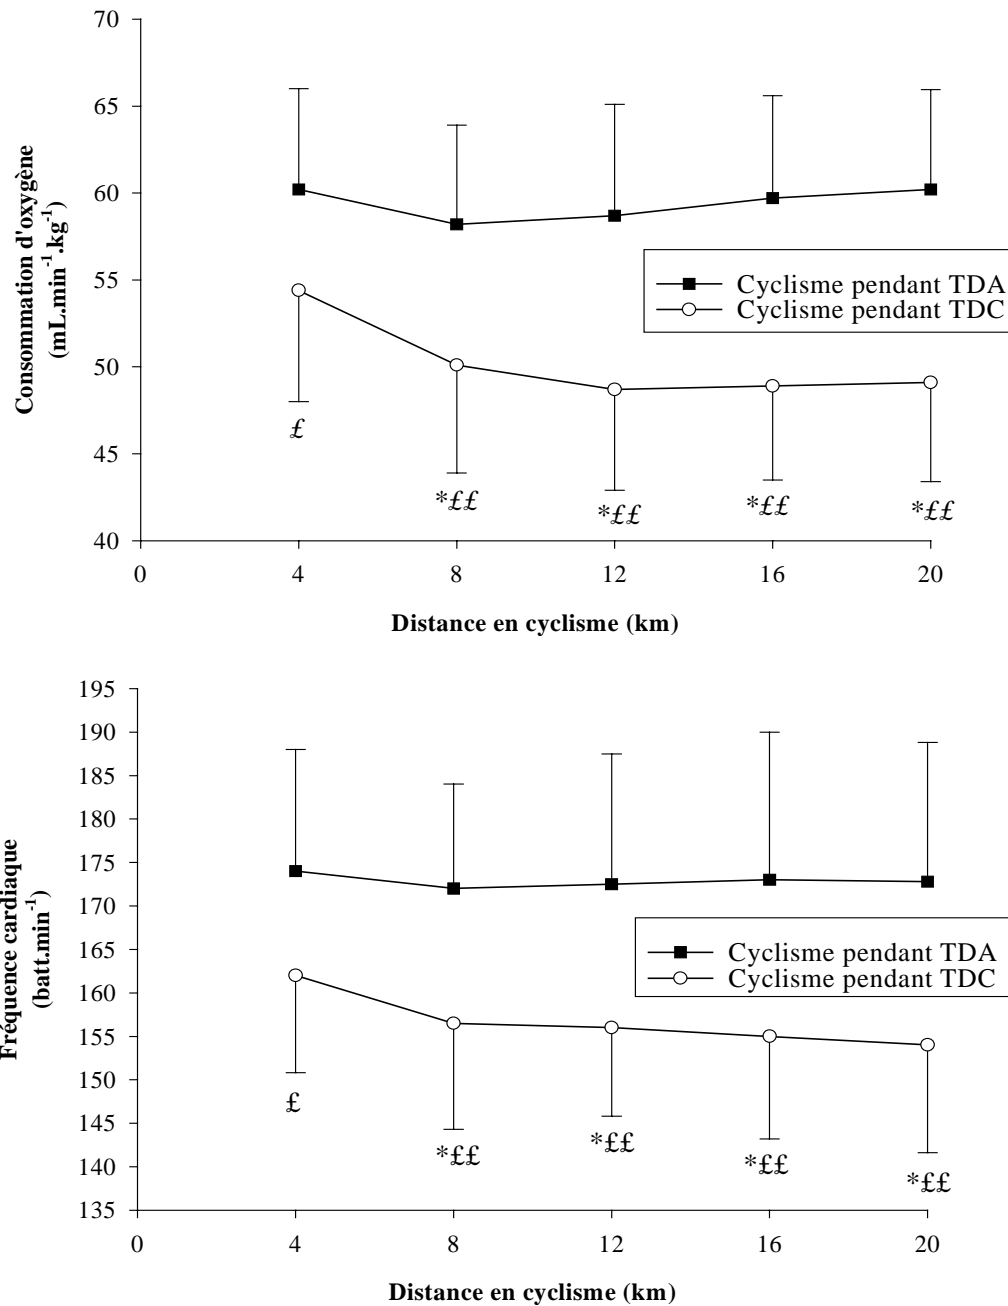 70
65
60
55
50
45
40
Consommation d'oxygène
(mL.min-1.kg-1)
Cyclisme pendant TDA
Cyclisme pendant TDC
£
*££
*££
*££
*££
0 4 8 12 16 20
Distance en cyclisme (km)
195
190
185
180
175
170
165
160
155
150
145
140
135
Fréquence cardiaque
(batt.min-1)
Cyclisme pendant TDA
Cyclisme pendant TDC
£
*££
*££
*££
*££
0 4 8 12 16 20
Distance en cyclisme (km)